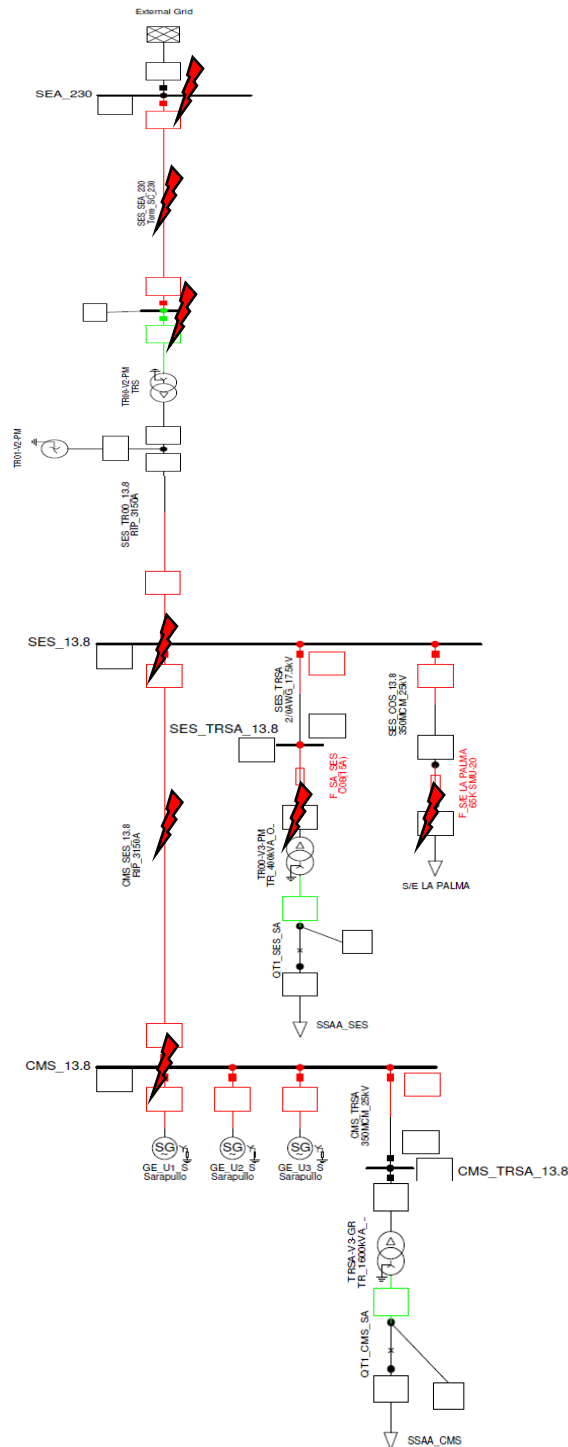 External Grid
SEA_230
SES_SEA_230
Torre_SC_230
TR00-V2-PM
TRS
TR01-V2-PM
SES_TR00_13.8
RIP_3150A
SES_13.8
SES_TRSA
2/0AWG_17.5kV
SES_COS_13.8
350MCM_25kV
SES_TRSA_13.8
F_SA_SES
C08(15A)
F_S/E LA PALMA
65K SMU-20
CMS_SES_13.8
RIP_3150A
TR00-V3-PM
TR_400kVA_O..
S/E LA PALMA
QT1_SES_SA
SSAA_SES
CMS_13.8
CMS_TRSA
350MCM_25kV
SG
~
SG
~
SG
~
GE_U1_S
Sarapullo
GE_U2_S
Sarapullo
GE_U3_S
Sarapullo
CMS_TRSA_13.8
TRSA-V3-GR
TR_1600kVA_..
QT1_CMS_SA
SSAA_CMS